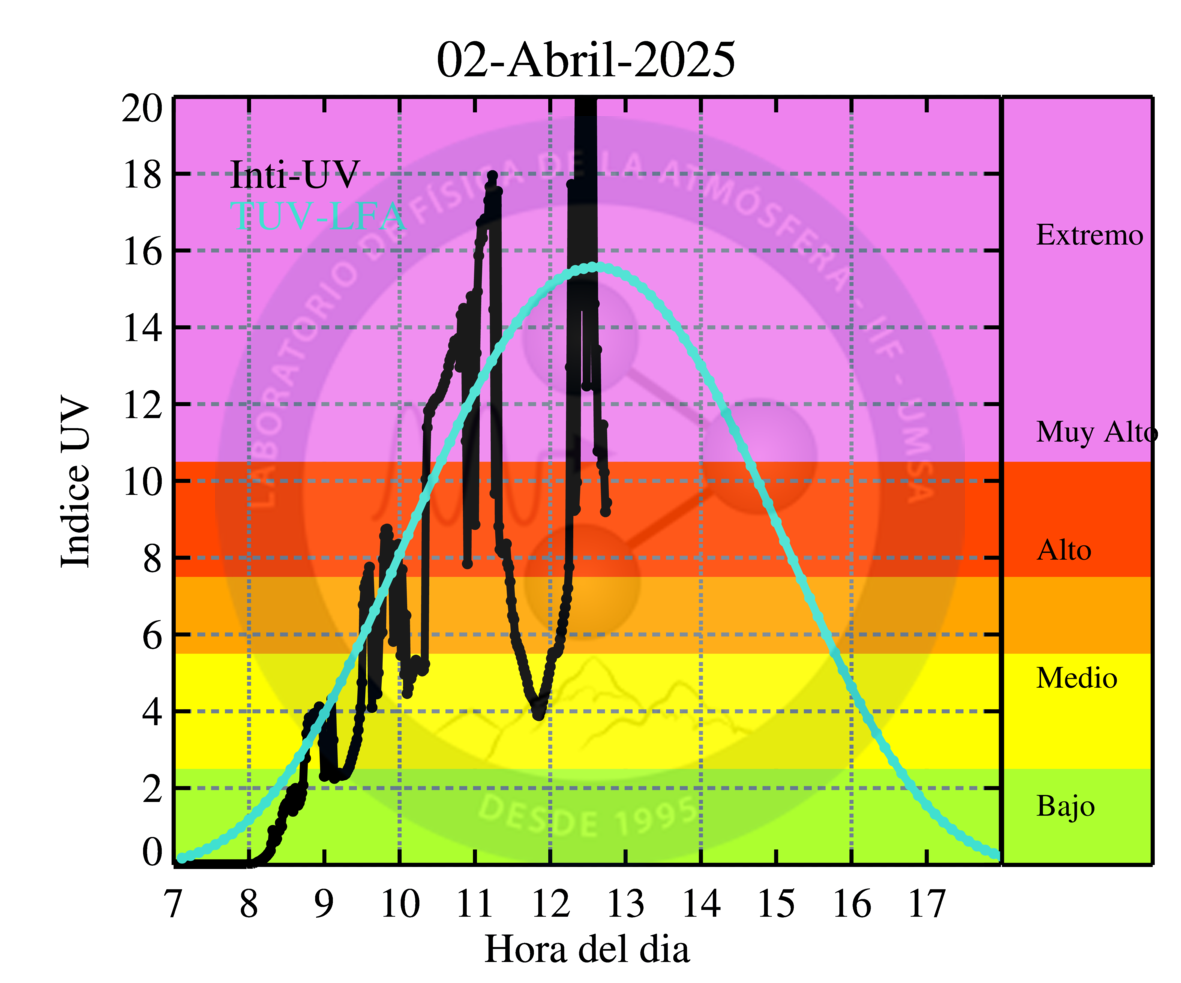 02-Abril-2025
Inti-UV
TUV-LFA
LABORATORIO DE FÍSICA DE LA ATMÓSFERA - IIF - UMSA
DESDE 1995
Indice UV
20
18
16
14
12
10
8
6
4
2
0
7 8 9 10 11 12 13 14 15 16 17
Hora del dia
Extremo
Muy Alto
Alto
Medio
Bajo